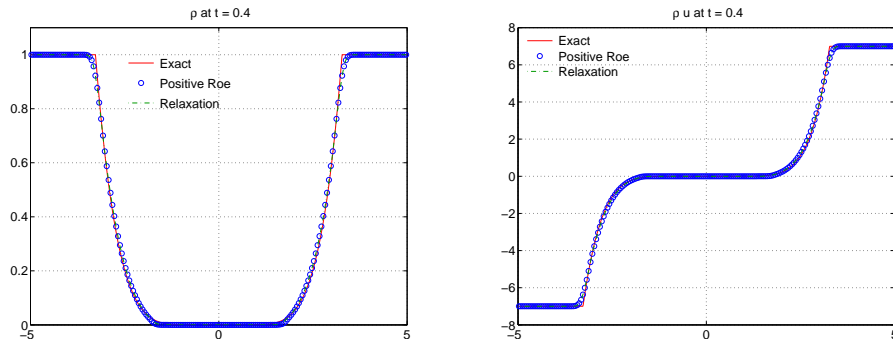 ρ at t = 0.4
1
0.8
0.6
0.4
0.2
0
-5
0
5
Exact
Positive Roe
Relaxation
ρ u at t = 0.4
8
6
4
2
0
-2
-4
-6
-8
-5
0
5
Exact
Positive Roe
Relaxation